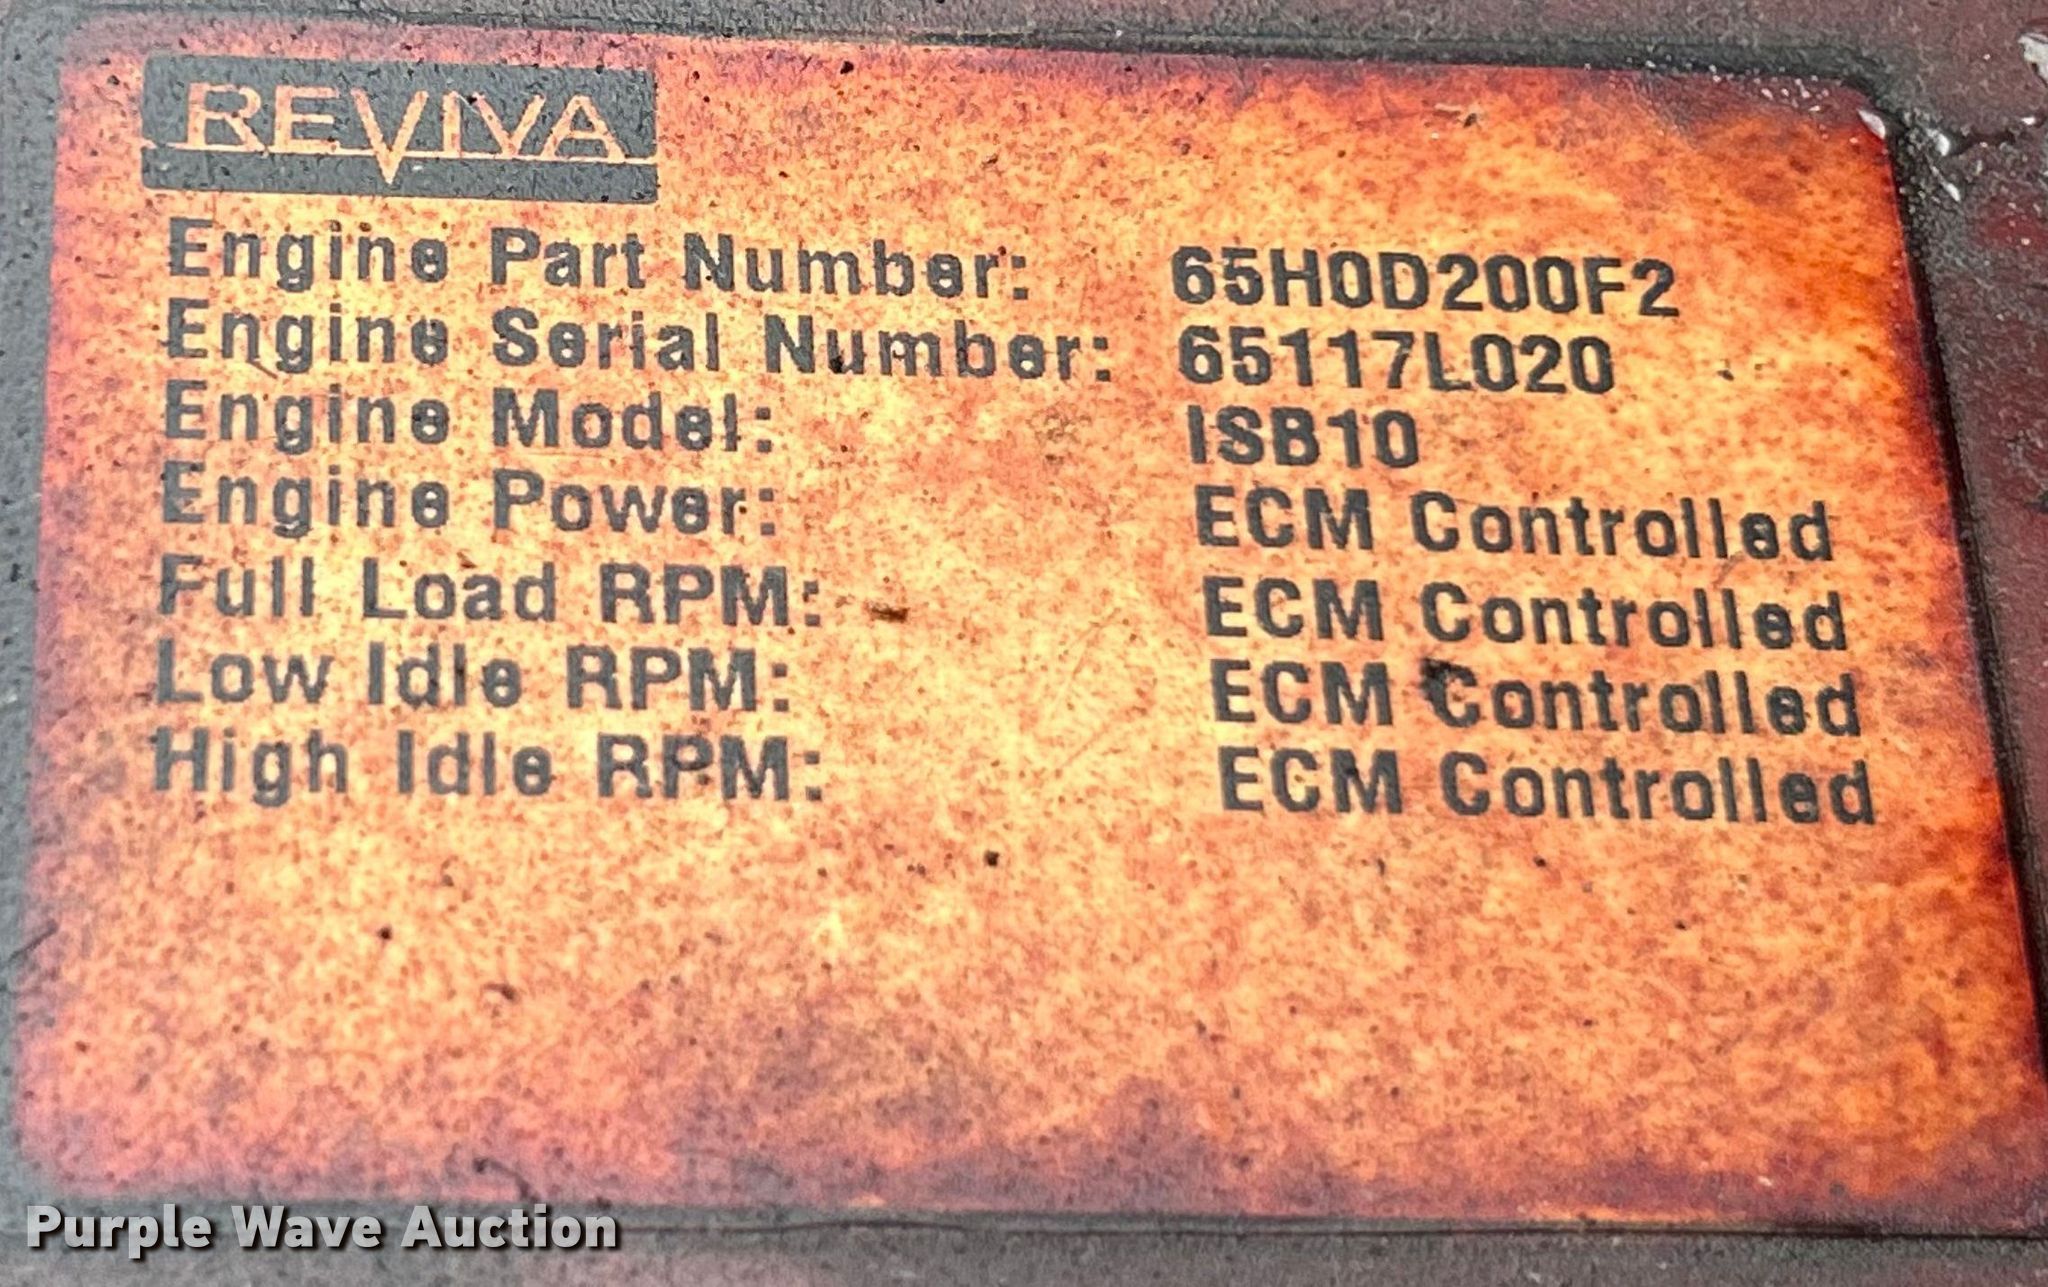 REVIVA
Engine Part Number: 65H0D200F2
Engine Serial Number: 65117L020
Engine Model: ISB10
Engine Power: ECM Controlled
Full Load RPM: ECM Controlled
Low Idle RPM: ECM Controlled
High Idle RPM: ECM Controlled
Purple Wave Auction